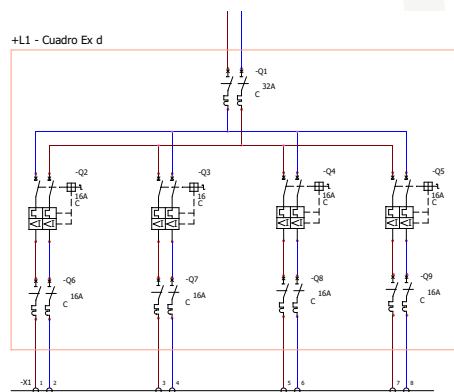 +L1 - Cuadro Ex d
-Q1
32A
C
-Q2
16A
C
-Q3
16
C
-Q4
16A
C
-Q5
16A
C
-Q6
16A
C
-Q7
16A
C
-Q8
16A
C
-Q9
16A
C
-X1 1 2 3 4 5 6 7 8